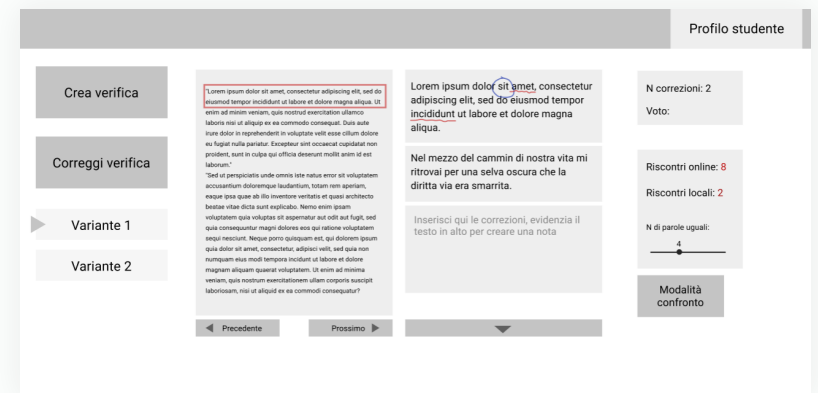 Profilo studente
Crea verifica
Correggi verifica
Variante 1
Variante 2
"Lorem ipsum dolor sit amet, consectetur adipiscing elit, sed do
eiusmod tempor incididunt ut labore et dolore magna aliqua. Ut
enim ad minim veniam, quis nostrud exercitation ullamco
laboris nisi ut aliquip ex ea commodo consequat. Duis aute
irure dolor in reprehenderit in voluptate velit esse cillum dolore
eu fugiat nulla pariatur. Excepteur sint occaecat cupidatat non
proident, sunt in culpa qui officia deserunt mollit anim id est
laborum."
"Sed ut perspiciatis unde omnis iste natus error sit voluptatem
accusantium doloremque laudantium, totam rem aperiam,
eaque ipsa quae ab illo inventore veritatis et quasi architecto
beatae vitae dicta sunt explicabo. Nemo enim ipsam
voluptatem quia voluptas sit aspernatur aut odit aut fugit, sed
quia consequuntur magni dolores eos qui ratione voluptatem
sequi nesciunt. Neque porro quisquam est, qui dolorem ipsum
quia dolor sit amet, consectetur, adipisci velit, sed quia non
numquam eius modi tempora incidunt ut labore et dolore
magnam aliquam quaerat voluptatem. Ut enim ad minima
veniam, quis nostrum exercitationem ullam corporis suscipit
laboriosam, nisi ut aliquid ex ea commodi consequatur?
Precedente
Prossimo
Lorem ipsum dolor sit amet, consectetur
adipiscing elit, sed do eiusmod tempor
incididunt ut labore et dolore magna
aliqua.
Nel mezzo del cammin di nostra vita mi
ritrovai per una selva oscura che la
diritta via era smarrita.
Inserisci qui le correzioni, evidenzia il
testo in alto per creare una nota
N correzioni: 2
Voto:
Riscontri online: 8
Riscontri locali: 2
N di parole uguali:
4
Modalità
confronto